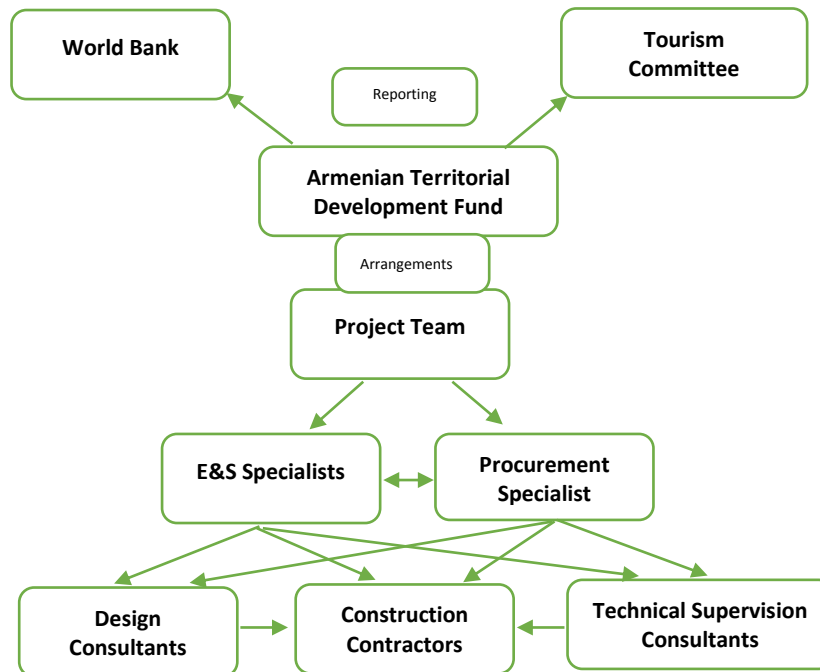 World Bank
Tourism
Committee
Reporting
Armenian Territorial
Development Fund
Arrangements
Project Team
E&S Specialists
Procurement
Specialist
Design
Consultants
Construction
Contractors
Technical Supervision
Consultants